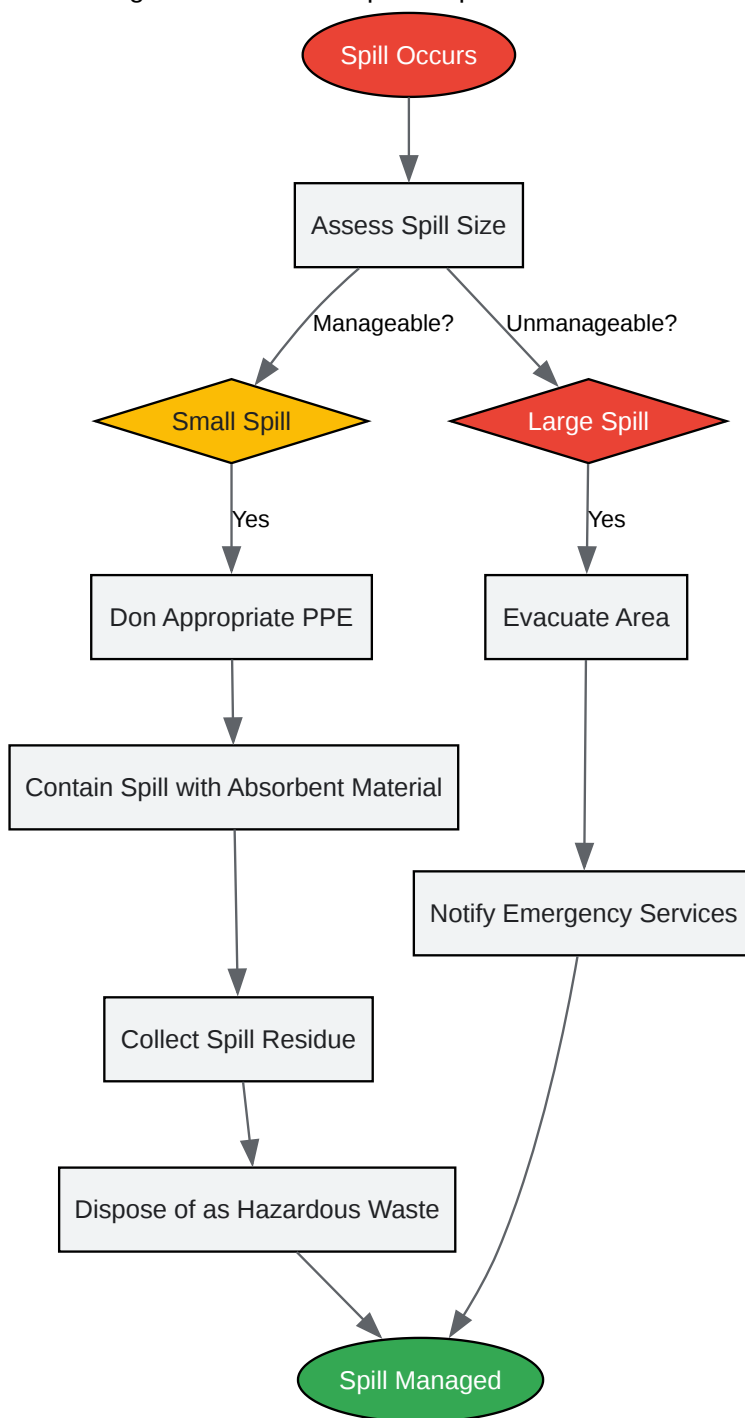 Spill Occurs
Assess Spill Size
Manageable?
Unmanageable?
Small Spill
Large Spill
Yes
Yes
Don Appropriate PPE
Evacuate Area
Contain Spill with Absorbent Material
Notify Emergency Services
Collect Spill Residue
Dispose of as Hazardous Waste
Spill Managed